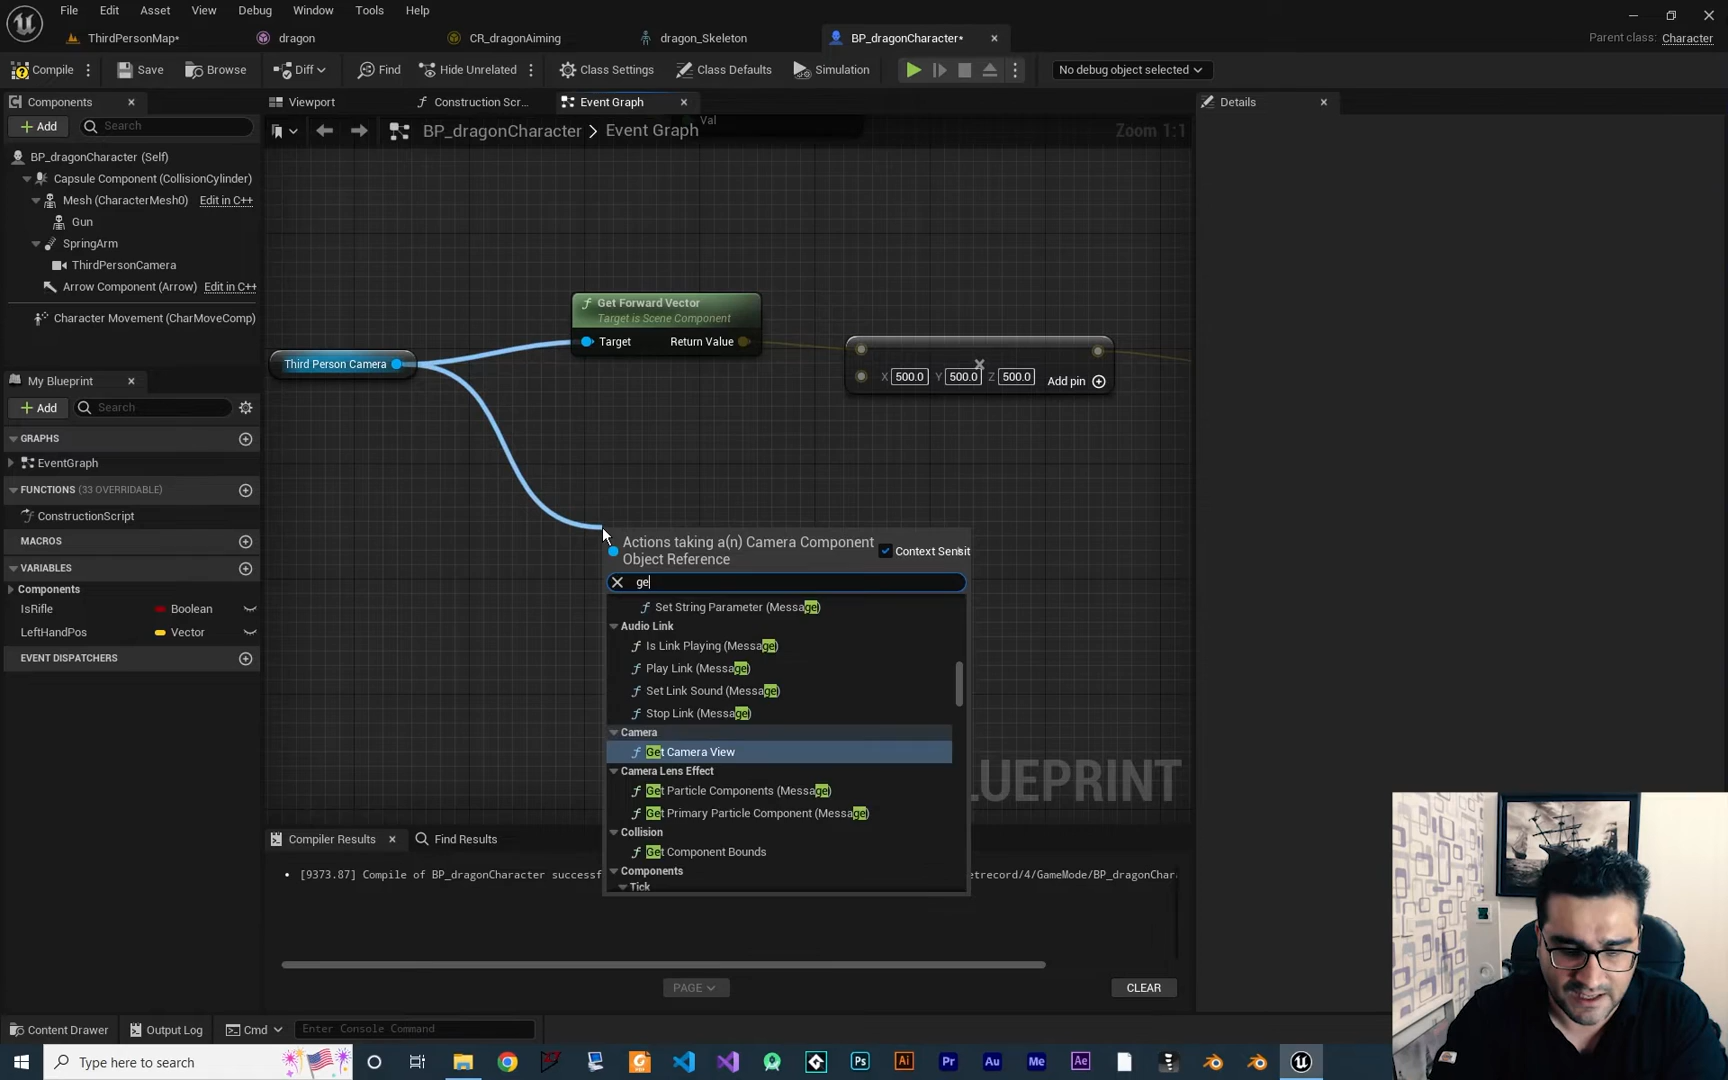 File Edit Asset View Debug Window Tools Help
ThirdPersonMap* dragon CR_dragonAiming dragon_Skeleton BP_dragonCharacter* Parent class: Character
Compile Save Browse Diff Find Hide Unrelated Class Settings Class Defaults Simulation No debug object selected
Components Viewport Construction Scr... Event Graph Details
Add Search BP_dragonCharacter > Event Graph Val Zoom 1:1
BP_dragonCharacter (Self)
Capsule Component (CollisionCylinder)
Mesh (CharacterMesh0) Edit in C++
Gun
SpringArm
ThirdPersonCamera
Arrow Component (Arrow) Edit in C++
Character Movement (CharMoveComp)
Get Forward Vector
Target is Scene Component
Target Return Value
Third Person Camera
X 500.0 Y 500.0 Z 500.0 Add pin
My Blueprint
Add Search
GRAPHS
EventGraph
FUNCTIONS (33 OVERRIDABLE)
ConstructionScript
MACROS
VARIABLES
Components
IsRifle Boolean
LeftHandPos Vector
EVENT DISPATCHERS
Actions taking a(n) Camera Component
Object Reference
Context Sensit
ge
Set String Parameter (Message)
Audio Link
Is Link Playing (Message)
Play Link (Message)
Set Link Sound (Message)
Stop Link (Message)
Camera
Get Camera View
Camera Lens Effect
Get Particle Components (Message)
Get Primary Particle Component (Message)
Collision
Get Component Bounds
Components
Tick
LUEPRINT
Compiler Results Find Results
[9373.87] Compile of BP_dragonCharacter successf etrecord/4/GameMode/BP_dragonChar
PAGE CLEAR
Content Drawer Output Log Cmd Enter Console Command
Type here to search
Ps Ai Pr Au Me Ae